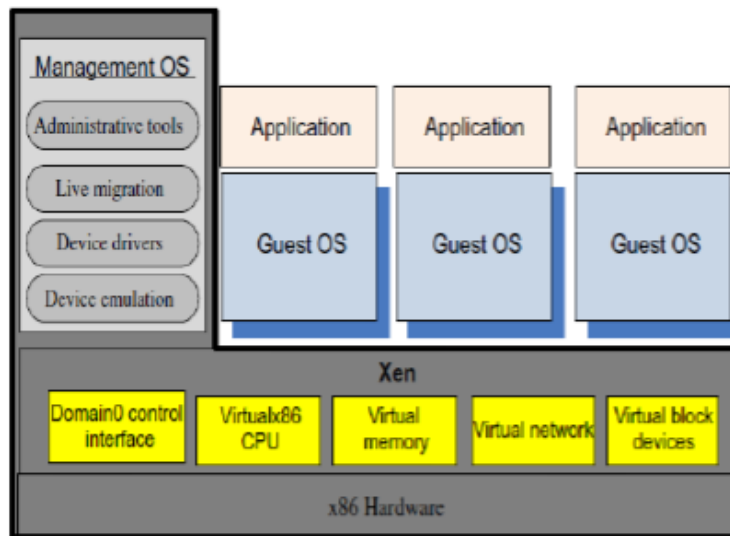 Management OS
Administrative tools
Live migration
Device drivers
Device emulation
Application
Application
Application
Guest OS
Guest OS
Guest OS
Xen
Domain0 control
interface
Virtualx86
CPU
Virtual
memory
Virtual network
Virtual block
devices
x86 Hardware